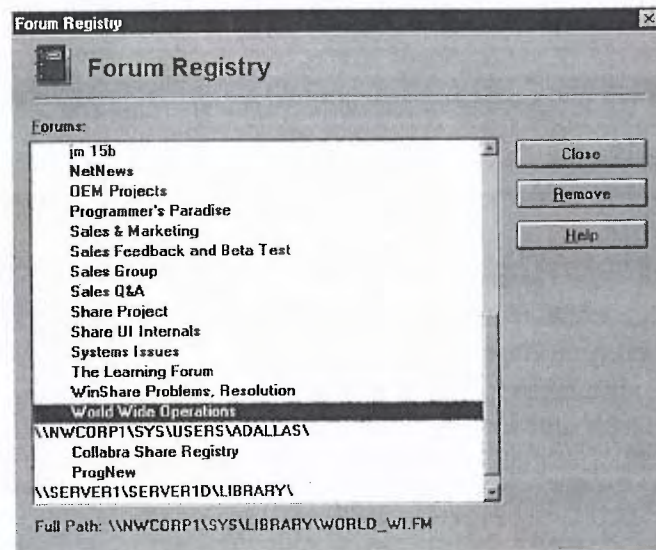 Forum Registry
Forum Registry
Forums:
jm 15b
NetNews
OEM Projects
Programmer's Paradise
Sales & Marketing
Sales Feedback and Beta Test
Sales Group
Sales Q&A
Share Project
Share UI Internals
Systems Issues
The Learning Forum
WinShare Problems, Resolution
World Wide Operations
\\NWCORP1\SYS\USERS\ADALLAS\
Collabra Share Registry
ProgNew
\\SERVER1\SERVER1D\LIBRARY\
Close
Remove
Help
Full Path: \\NWCORP1\SYS\LIBRARY\WORLD_WI.FM